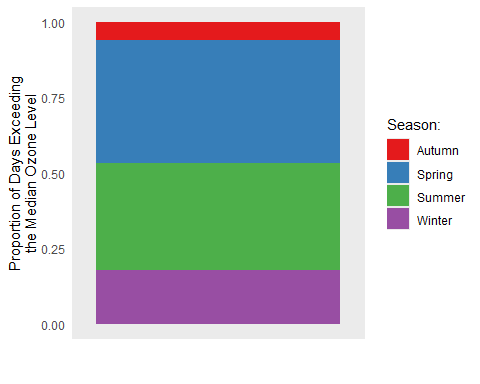 Proportion of Days Exceeding
the Median Ozone Level
1.00
0.75
0.50
0.25
0.00
Season:
Autumn
Spring
Summer
Winter